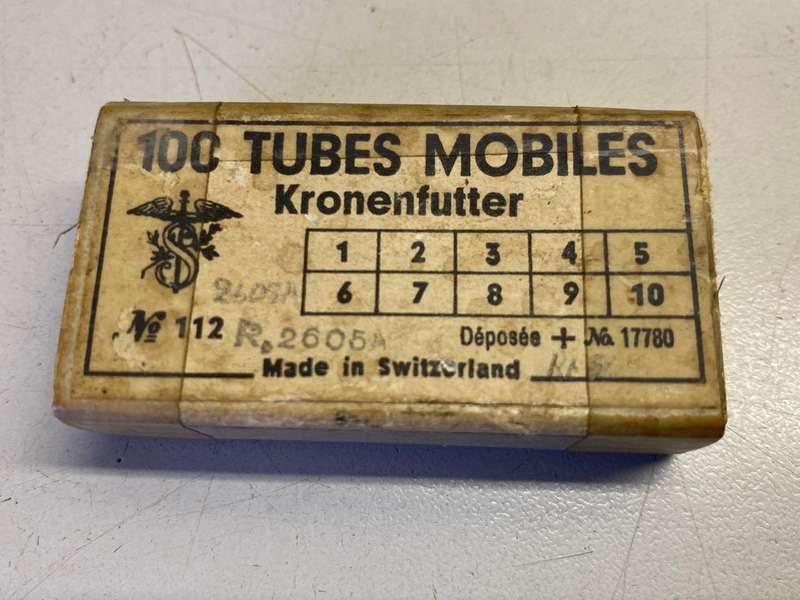 100 TUBES MOBILES
Kronenfutter
1 2 3 4 5
6 7 8 9 10
2605A
No 112 R. 2605A Déposée + No. 17780
Made in Switzerland